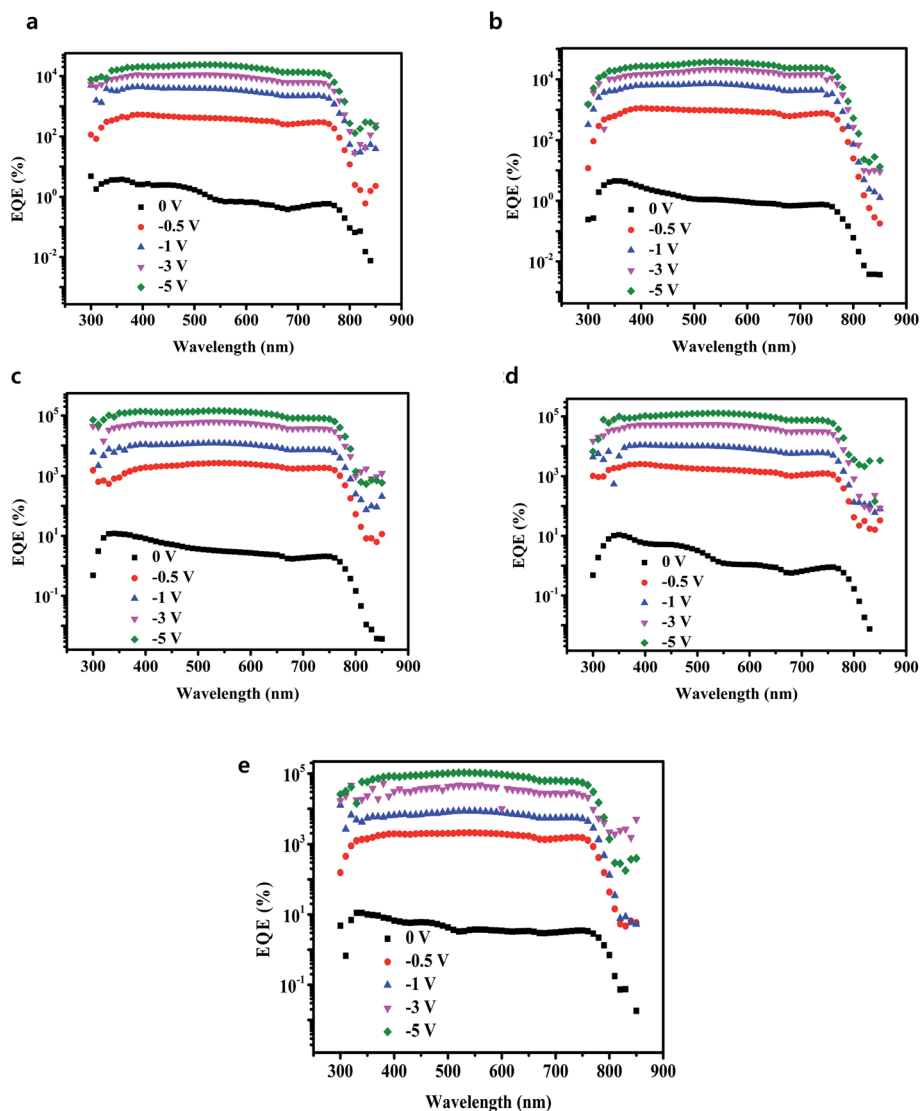 a
EQE (%)
10^4
10^2
10^0
10^-2
0 V
-0.5 V
-1 V
-3 V
-5 V
300 400 500 600 700 800 900
Wavelength (nm)
b
EQE (%)
10^4
10^2
10^0
10^-2
0 V
-0.5 V
-1 V
-3 V
-5 V
300 400 500 600 700 800 900
Wavelength (nm)
c
EQE (%)
10^5
10^3
10^1
10^-1
0 V
-0.5 V
-1 V
-3 V
-5 V
300 400 500 600 700 800 900
Wavelength (nm)
d
EQE (%)
10^5
10^3
10^1
10^-1
0 V
-0.5 V
-1 V
-3 V
-5 V
300 400 500 600 700 800 900
Wavelength (nm)
e
EQE (%)
10^5
10^3
10^1
10^-1
0 V
-0.5 V
-1 V
-3 V
-5 V
300 400 500 600 700 800 900
Wavelength (nm)